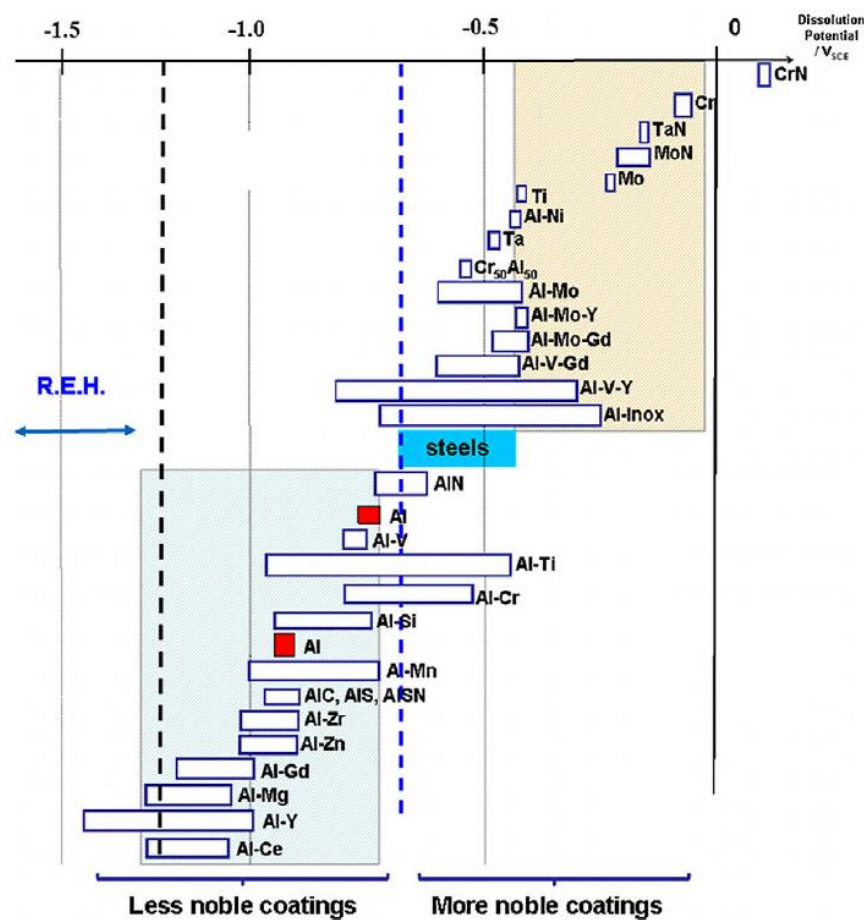 -1.5 -1.0 -0.5 0 Dissolution
Potential
/ VSCE
CrN
Cr
TaN
MoN
Mo
Ti
Al-Ni
Ta
Cr50Al50
Al-Mo
Al-Mo-Y
Al-Mo-Gd
Al-V-Gd
R.E.H.
Al-V-Y
Al-Inox
steels
AlN
Al
Al-V
Al-Ti
Al-Cr
Al-Si
Al
Al-Mn
AlC, AlS, AlSN
Al-Zr
Al-Zn
Al-Gd
Al-Mg
Al-Y
Al-Ce
Less noble coatings More noble coatings